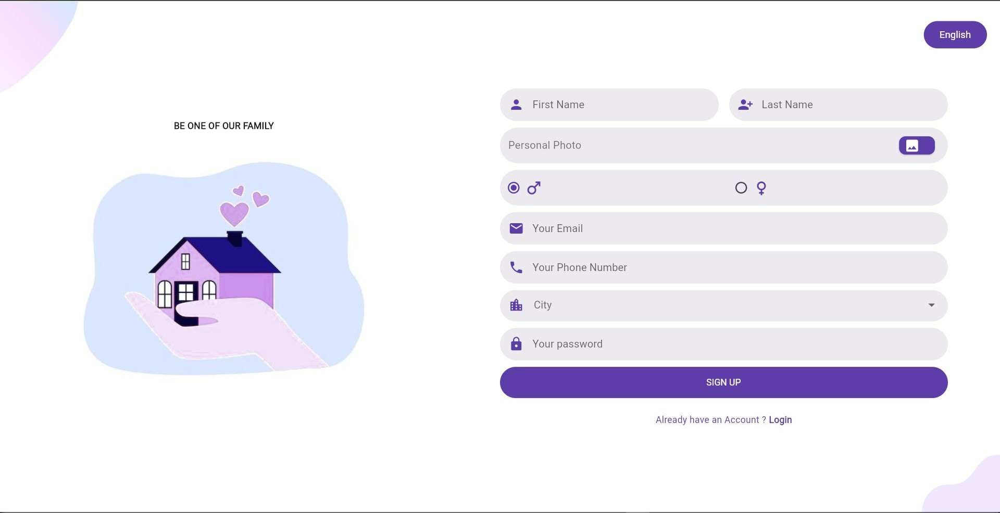 English
BE ONE OF OUR FAMILY
First Name
Last Name
Personal Photo
Your Email
Your Phone Number
City
Your password
SIGN UP
Already have an Account ? Login